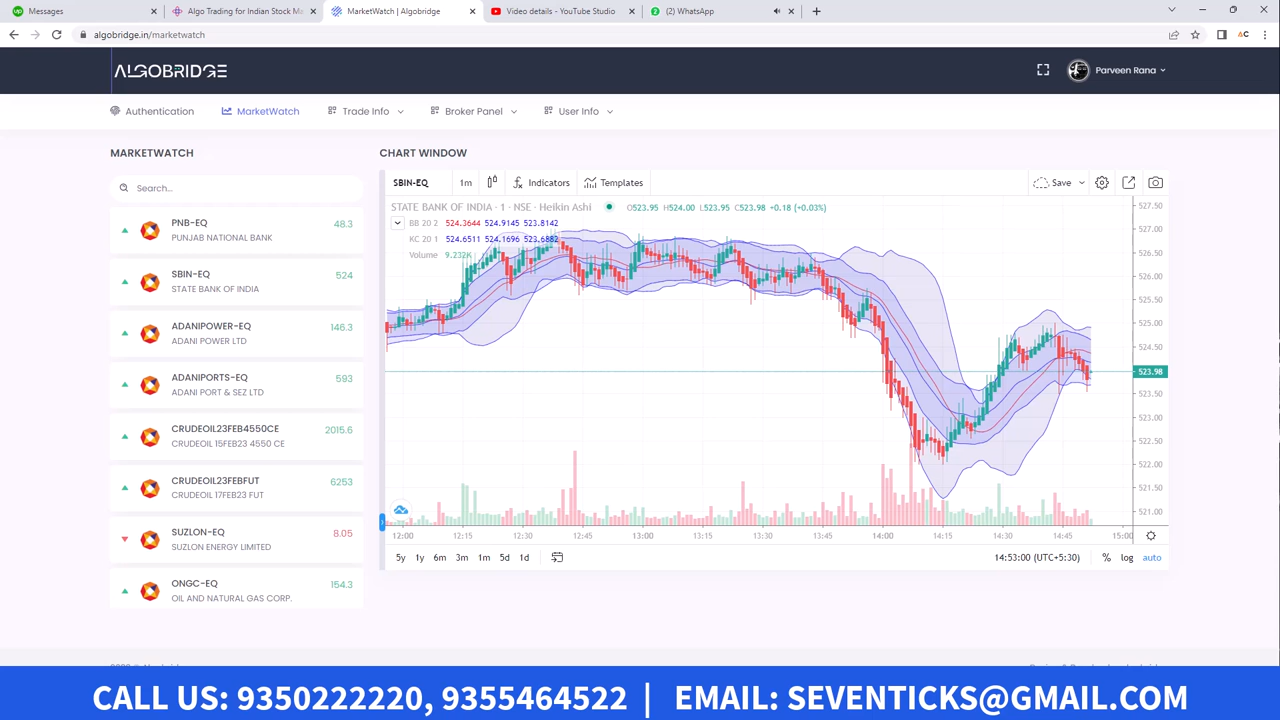 Messages
Algo Trading for Indian Stock Ma
MarketWatch | Algobridge
Video details - YouTube Studio
(2) WhatsApp
algobridge.in/marketwatch
AC
ALGOBRIDGE
Parveen Rana
Authentication
MarketWatch
Trade Info
Broker Panel
User Info
MARKETWATCH
Search...
PNB-EQ 48.3
PUNJAB NATIONAL BANK
SBIN-EQ 524
STATE BANK OF INDIA
ADANIPOWER-EQ 146.3
ADANI POWER LTD
ADANIPORTS-EQ 593
ADANI PORT & SEZ LTD
CRUDEOIL23FEB4550CE 2015.6
CRUDEOIL 15FEB23 4550 CE
CRUDEOIL23FEBFUT 6253
CRUDEOIL 17FEB23 FUT
SUZLON-EQ 8.05
SUZLON ENERGY LIMITED
ONGC-EQ 154.3
OIL AND NATURAL GAS CORP.
CHART WINDOW
SBIN-EQ 1m Indicators Templates Save
STATE BANK OF INDIA · 1 · NSE · Heikin Ashi O523.95 H524.00 L523.95 C523.98 +0.18 (+0.03%)
BB 20 2 524.3644 524.9145 523.8142
KC 20 1 524.6511 524.1696 523.6882
Volume 9.232K
527.50
527.00
526.50
526.00
525.50
525.00
524.50
523.98
523.50
523.00
522.50
522.00
521.50
521.00
12:00 12:15 12:30 12:45 13:00 13:15 13:30 13:45 14:00 14:15 14:30 14:45 15:00
5y 1y 6m 3m 1m 5d 1d 14:53:00 (UTC+5:30) % log auto
CALL US: 9350222220, 9355464522 | EMAIL: SEVENTICKS@GMAIL.COM